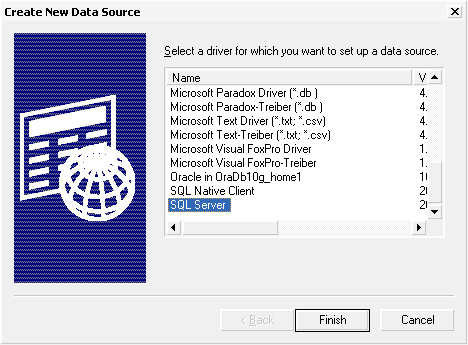 Create New Data Source
Select a driver for which you want to set up a data source.
Name V
Microsoft Paradox Driver (*.db ) 4.
Microsoft Paradox-Treiber (*.db ) 4.
Microsoft Text Driver (*.txt; *.csv) 4.
Microsoft Text-Treiber (*.txt; *.csv) 4.
Microsoft Visual FoxPro Driver 1.
Microsoft Visual FoxPro-Treiber 1.
Oracle in OraDb10g_home1 10
SQL Native Client 20
SQL Server 20
< Back Finish Cancel